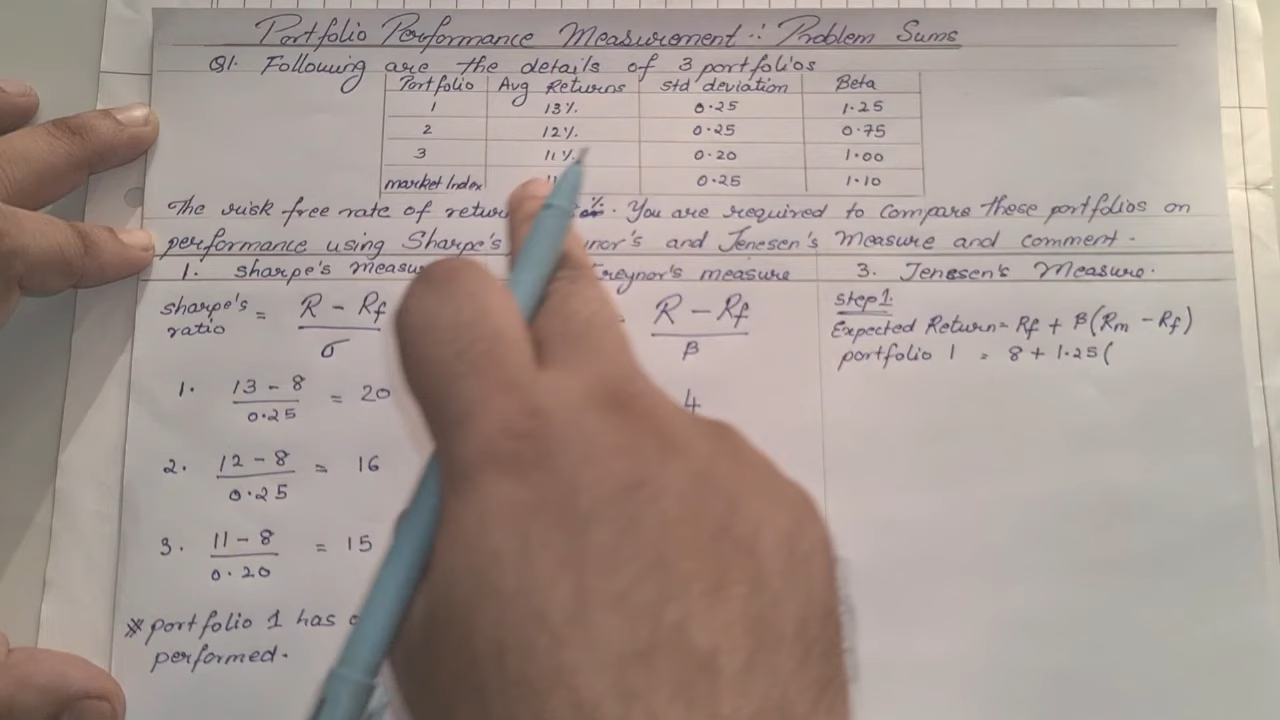 Portfolio Performance Measurement :: Problem Sums
Q1. Following are the details of 3 portfolios
Portfolio Avg Returns Std deviation Beta
1 13% 0.25 1.25
2 12% 0.25 0.75
3 11% 0.20 1.00
market Index 0.25 1.10
The risk free rate of %. You are required to compare these portfolios on
performance using Sharpe's and Jenesen's Measure and comment.
1. Sharpe's
Treynor's measure
3. Jenesen's Measure.
Sharpe's ratio = R - Rf / σ
1. 13 - 8 / 0.25 = 20
2. 12 - 8 / 0.25 = 16
3. 11 - 8 / 0.20 = 15
* portfolio 1 has
performed.
R - Rf / β
4
Step 1.
Expected Return = Rf + β(Rm - Rf)
portfolio 1 = 8 + 1.25(